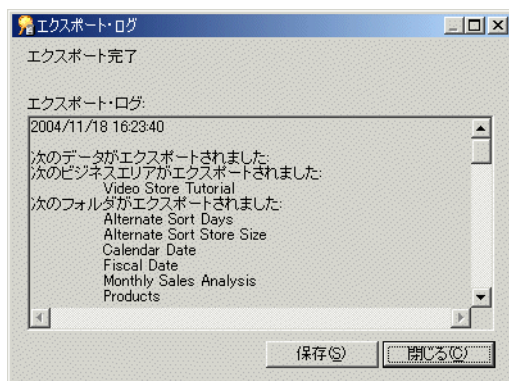 エクスポート・ログ
エクスポート完了
エクスポート・ログ:
2004/11/18 16:23:40
次のデータがエクスポートされました:
次のビジネスエリアがエクスポートされました:
Video Store Tutorial
次のフォルダがエクスポートされました:
Alternate Sort Days
Alternate Sort Store Size
Calendar Date
Fiscal Date
Monthly Sales Analysis
Products
保存(S) 閉じる(C)